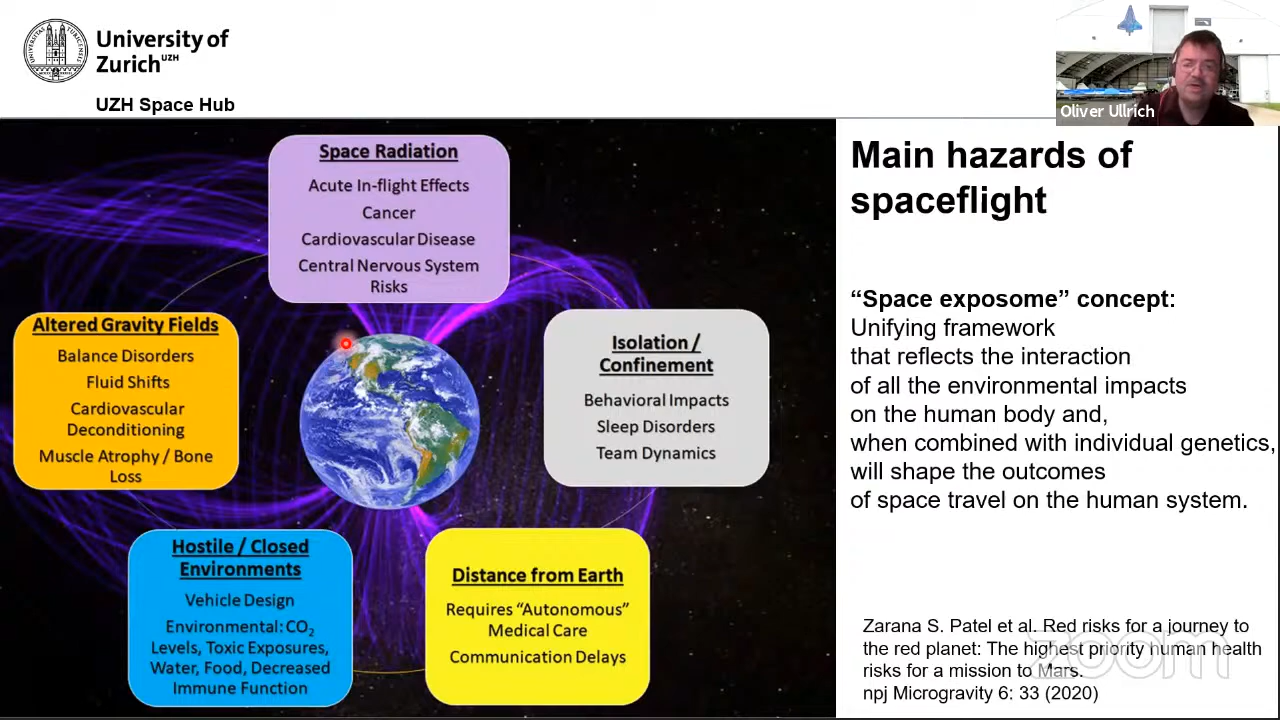 University of
Zurich UZH
UZH Space Hub
Oliver Ullrich
Space Radiation
Acute In-flight Effects
Cancer
Cardiovascular Disease
Central Nervous System
Risks
Altered Gravity Fields
Balance Disorders
Fluid Shifts
Cardiovascular
Deconditioning
Muscle Atrophy / Bone
Loss
Isolation /
Confinement
Behavioral Impacts
Sleep Disorders
Team Dynamics
Hostile / Closed
Environments
Vehicle Design
Environmental: CO₂
Levels, Toxic Exposures,
Water, Food, Decreased
Immune Function
Distance from Earth
Requires “Autonomous”
Medical Care
Communication Delays
Main hazards of
spaceflight
“Space exposome” concept:
Unifying framework
that reflects the interaction
of all the environmental impacts
on the human body and,
when combined with individual genetics,
will shape the outcomes
of space travel on the human system.
Zarana S. Patel et al. Red risks for a journey to
the red planet: The highest priority human health
risks for a mission to Mars.
npj Microgravity 6: 33 (2020)
zoom